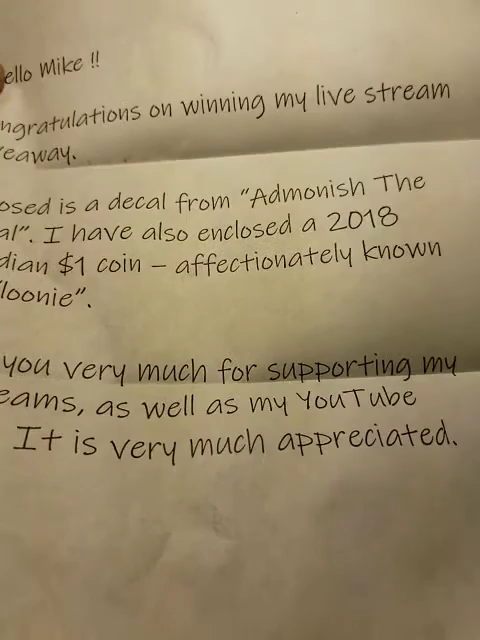 ello Mike !!
ngratulations on winning my live stream
eaway.
osed is a decal from "Admonish The
al". I have also enclosed a 2018
dian $1 coin – affectionately known
loonie".
you very much for supporting my
eams, as well as my YouTube
It is very much appreciated.